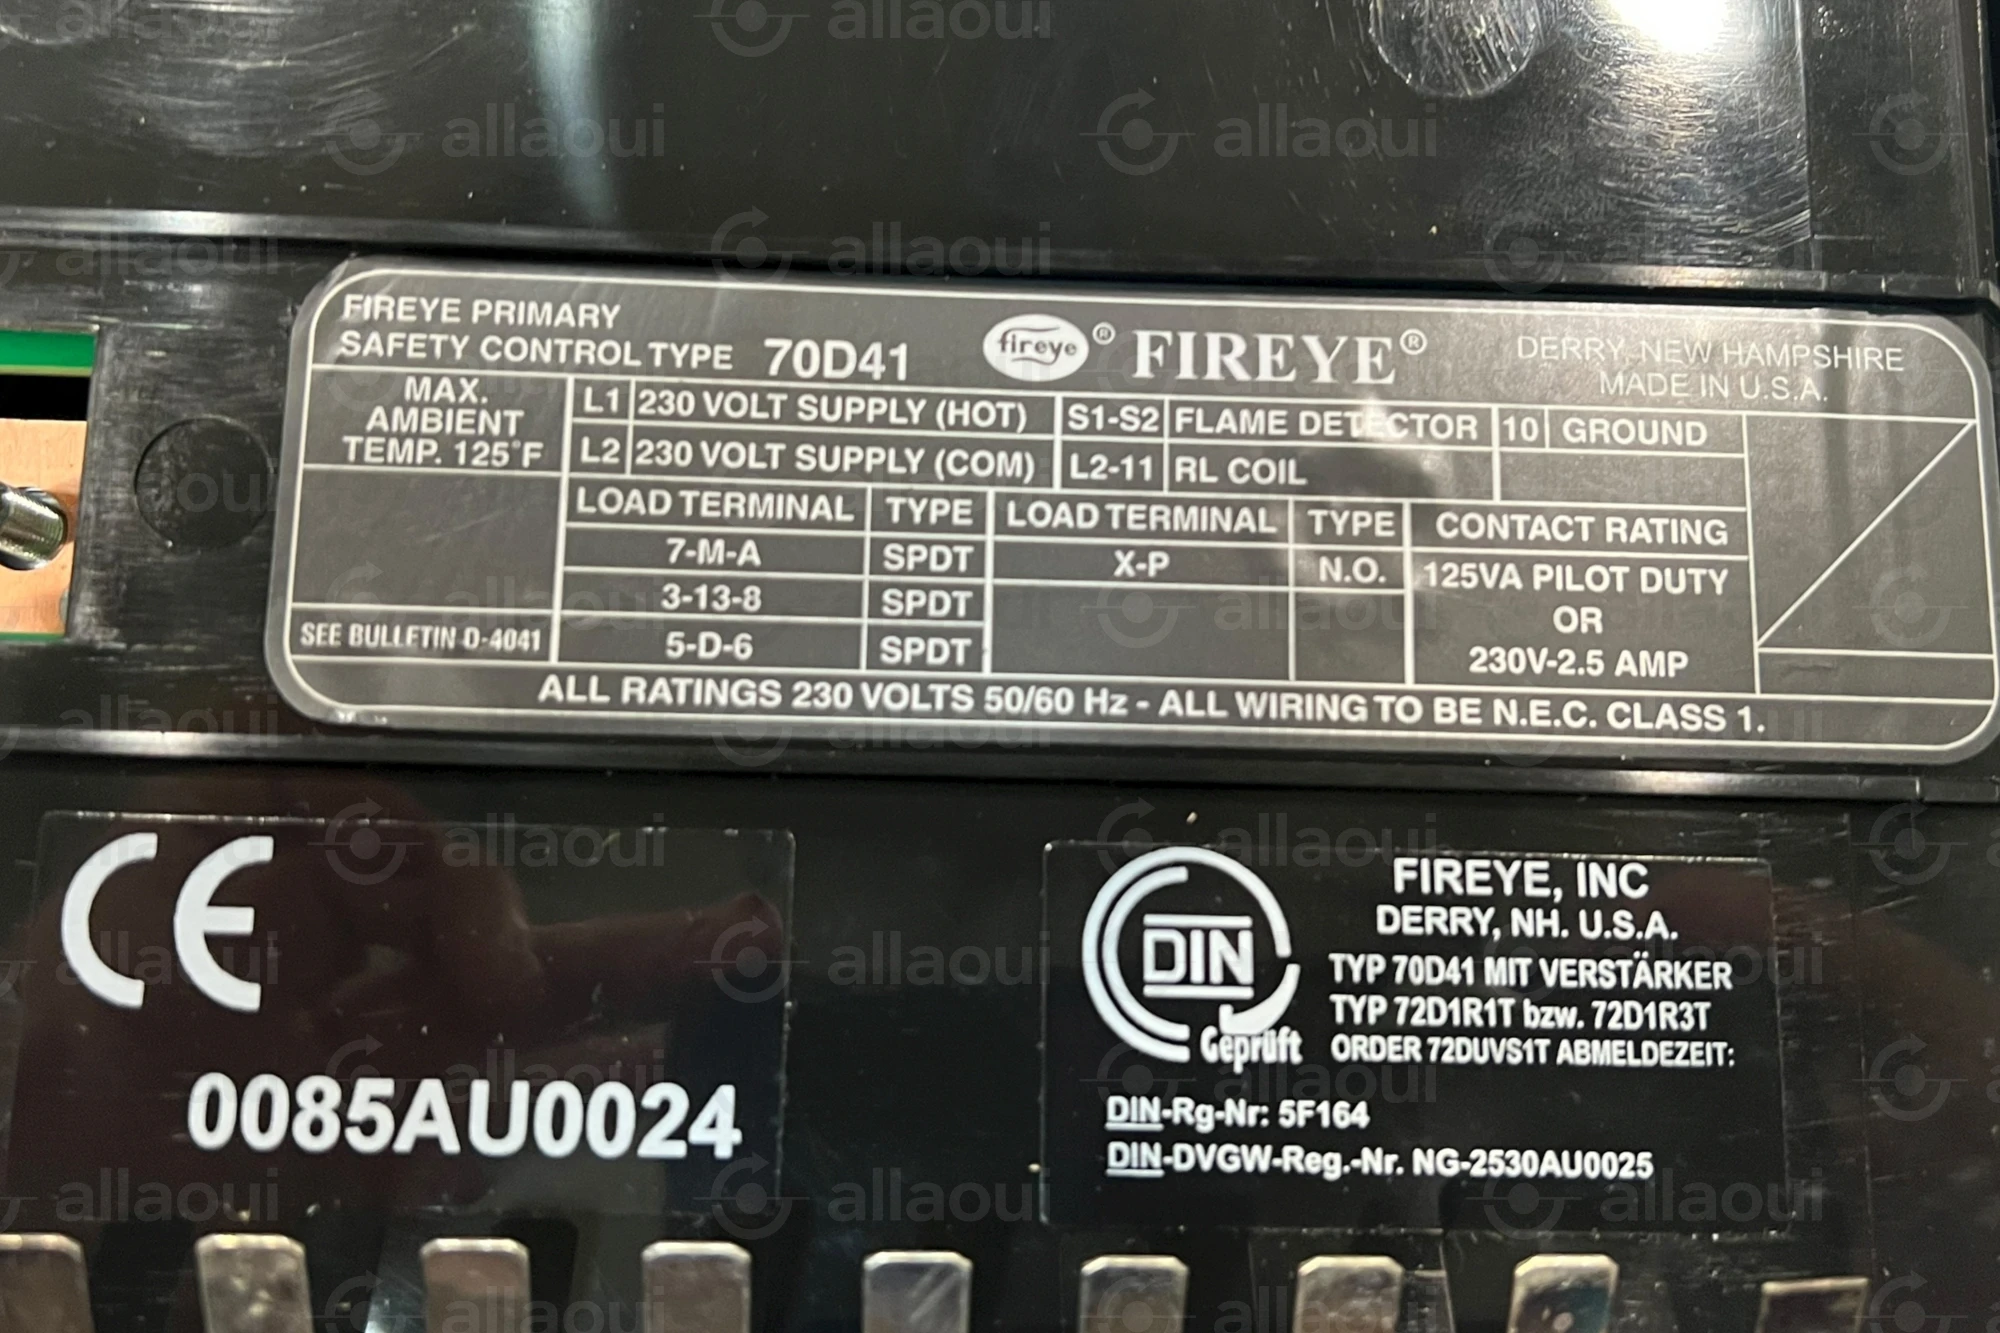 FIREYE PRIMARY
SAFETY CONTROL TYPE 70D41
fireye® FIREYE®
DERRY, NEW HAMPSHIRE
MADE IN U.S.A.
MAX.
AMBIENT
TEMP. 125°F
L1 230 VOLT SUPPLY (HOT) S1-S2 FLAME DETECTOR 10 GROUND
L2 230 VOLT SUPPLY (COM) L2-11 RL COIL
LOAD TERMINAL TYPE LOAD TERMINAL TYPE CONTACT RATING
7-M-A SPDT X-P N.O. 125VA PILOT DUTY
3-13-8 SPDT OR
SEE BULLETIN D-4041 5-D-6 SPDT 230V-2.5 AMP
ALL RATINGS 230 VOLTS 50/60 Hz - ALL WIRING TO BE N.E.C. CLASS 1.
CE
0085AU0024
DIN
Geprüft
FIREYE, INC
DERRY, NH. U.S.A.
TYP 70D41 MIT VERSTÄRKER
TYP 72D1R1T bzw. 72D1R3T
ORDER 72DUVS1T ABMELDEZEIT:
DIN-Rg-Nr: 5F164
DIN-DVGW-Reg.-Nr. NG-2530AU0025
allaoui